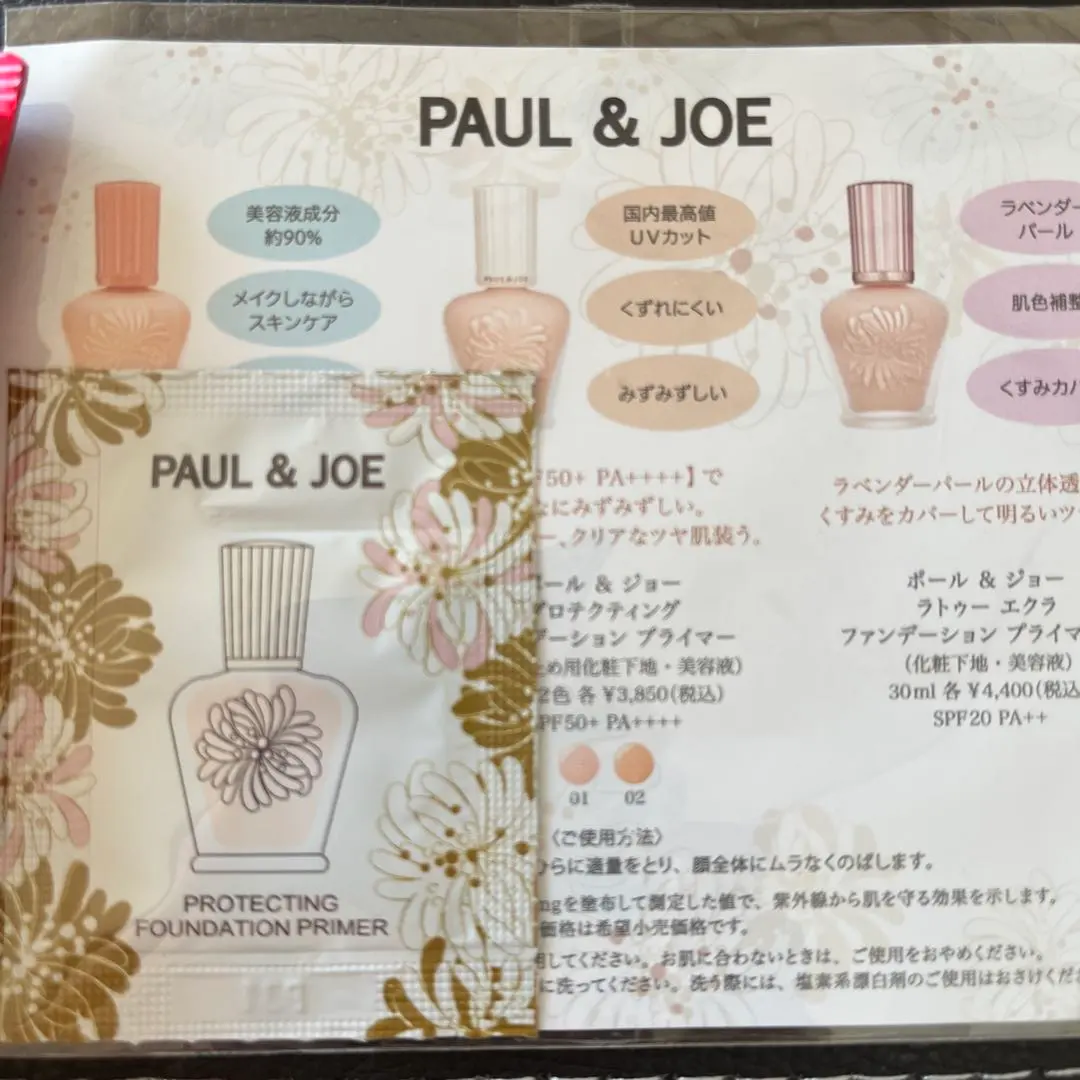 PAUL & JOE
美容液成分
約90%
メイクしながら
スキンケア
国内最高値
UVカット
くずれにくい
みずみずしい
ラベンダー
パール
肌色補整
くすみカバ
PAUL & JOE
PAUL & JOE
PROTECTING
FOUNDATION PRIMER
50+ PA++++】で
にみずみずしい。
ー、クリアなツヤ肌装う。
ール & ジョー
プロテクティング
デーション プライマー
め用化粧下地・美容液)
2色 各 ¥3,850(税込)
PF50+ PA++++
01 02
ラベンダーパールの立体透
くすみをカバーして明るいツ
ポール & ジョー
ラトゥー エクラ
ファンデーション プライマ
(化粧下地・美容液)
30ml 各 ¥4,400(税込
SPF20 PA++
〈ご使用方法〉
らに適量をとり、顔全体にムラなくのばします。
mgを塗布して測定した値で、紫外線から肌を守る効果を示します。
価格は希望小売価格です。
してください。お肌に合わないときは、ご使用をおやめください。
に洗ってください。洗う際には、塩素系漂白剤のご使用はおさけくだ